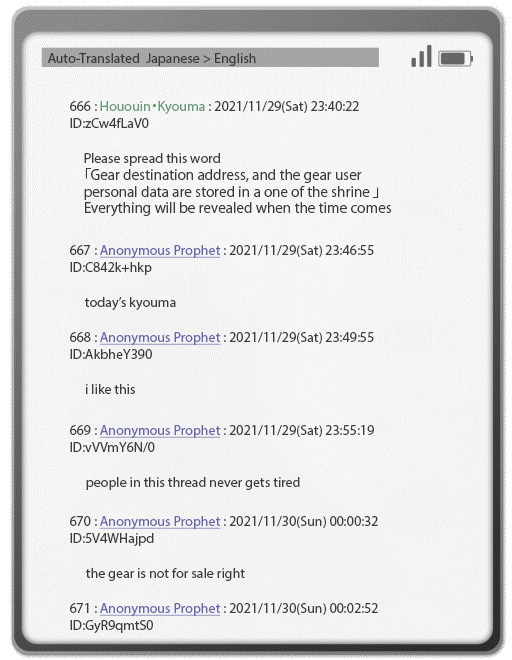 Auto-Translated Japanese > English
666 : Hououin・Kyouma : 2021/11/29(Sat) 23:40:22
ID:zCw4fLaV0
Please spread this word
「Gear destination address, and the gear user
personal data are stored in a one of the shrine 」
Everything will be revealed when the time comes
667 : Anonymous Prophet : 2021/11/29(Sat) 23:46:55
ID:C842k+hkp
today's kyouma
668 : Anonymous Prophet : 2021/11/29(Sat) 23:49:55
ID:AkbheY390
i like this
669 : Anonymous Prophet : 2021/11/29(Sat) 23:55:19
ID:vVVmY6N/0
people in this thread never gets tired
670 : Anonymous Prophet : 2021/11/30(Sun) 00:00:32
ID:5V4WHajpd
the gear is not for sale right
671 : Anonymous Prophet : 2021/11/30(Sun) 00:02:52
ID:GyR9qmtS0